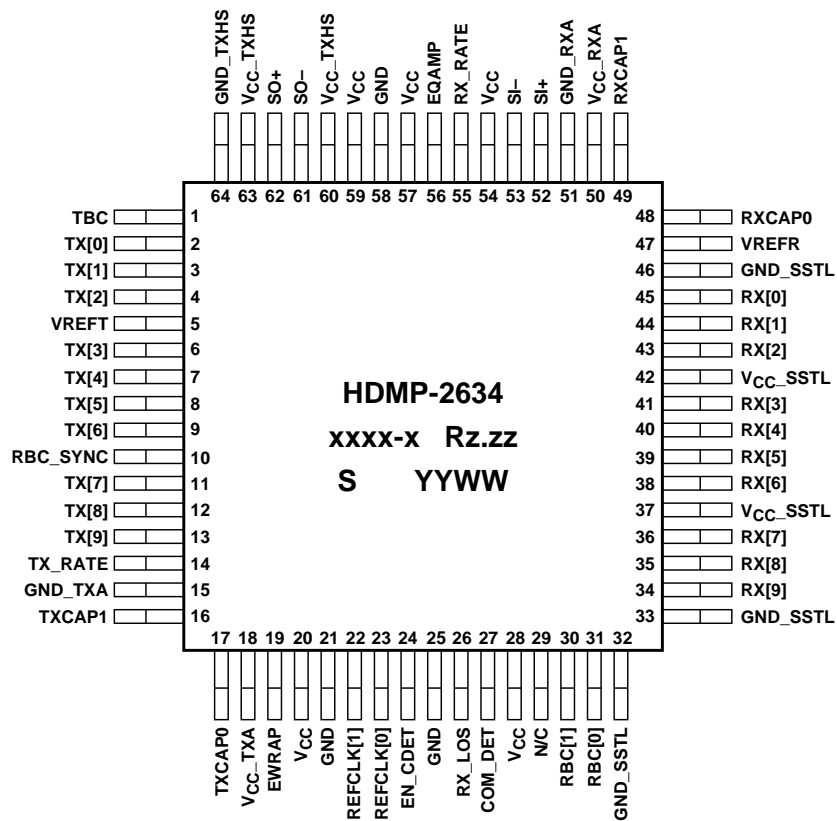 GND_TXHS
VCC_TXHS
SO+
SO–
VCC_TXHS
VCC
GND
VCC
EQAMP
RX_RATE
VCC
SI–
SI+
GND_RXA
VCC_RXA
RXCAP1
64 63 62 61 60 59 58 57 56 55 54 53 52 51 50 49
TBC 1
TX[0] 2
TX[1] 3
TX[2] 4
VREFT 5
TX[3] 6
TX[4] 7
TX[5] 8
TX[6] 9
RBC_SYNC 10
TX[7] 11
TX[8] 12
TX[9] 13
TX_RATE 14
GND_TXA 15
TXCAP1 16
HDMP-2634
xxxx-x Rz.zz
S YYWW
48 RXCAP0
47 VREFR
46 GND_SSTL
45 RX[0]
44 RX[1]
43 RX[2]
42 VCC_SSTL
41 RX[3]
40 RX[4]
39 RX[5]
38 RX[6]
37 VCC_SSTL
36 RX[7]
35 RX[8]
34 RX[9]
33 GND_SSTL
17 18 19 20 21 22 23 24 25 26 27 28 29 30 31 32
TXCAP0
VCC_TXA
EWRAP
VCC
GND
REFCLK[1]
REFCLK[0]
EN_CDET
GND
RX_LOS
COM_DET
VCC
N/C
RBC[1]
RBC[0]
GND_SSTL